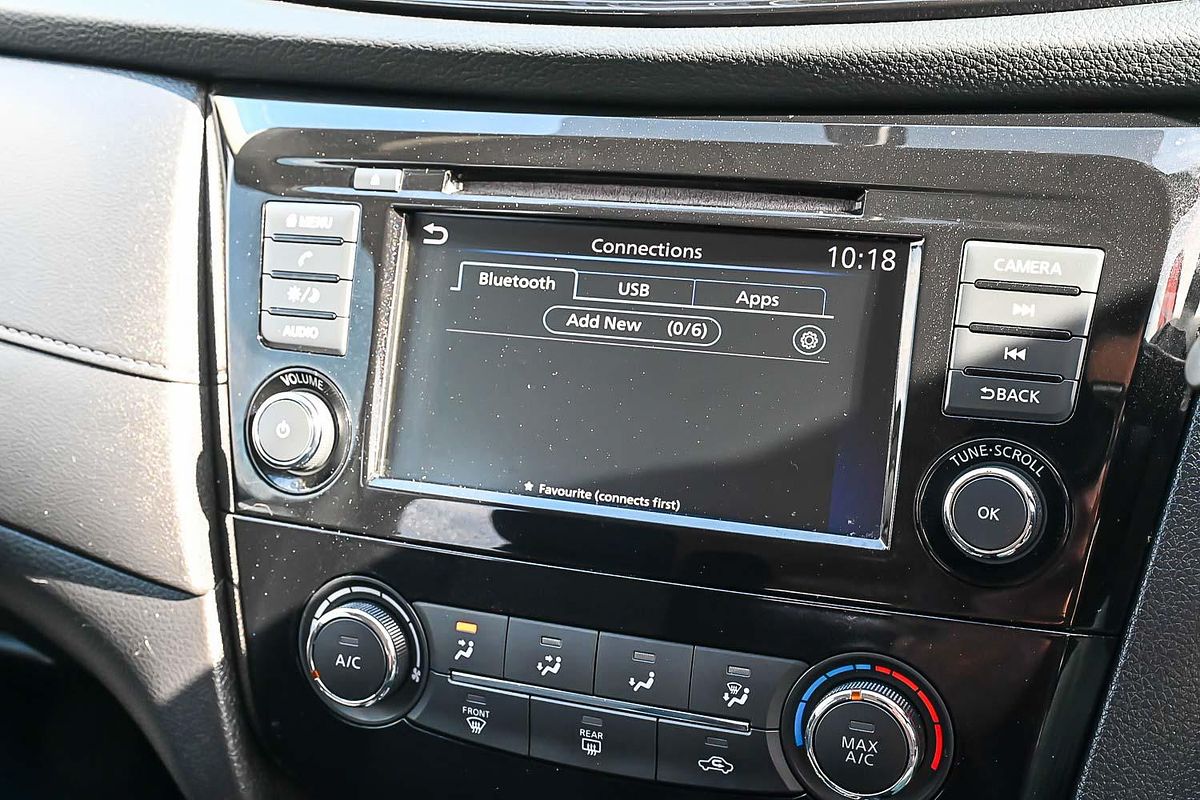 MENU
AUDIO
VOLUME
Connections
10:18
Bluetooth
USB
Apps
Add New (0/6)
Favourite (connects first)
CAMERA
BACK
TUNE·SCROLL
OK
A/C
FRONT
REAR
MAX
A/C